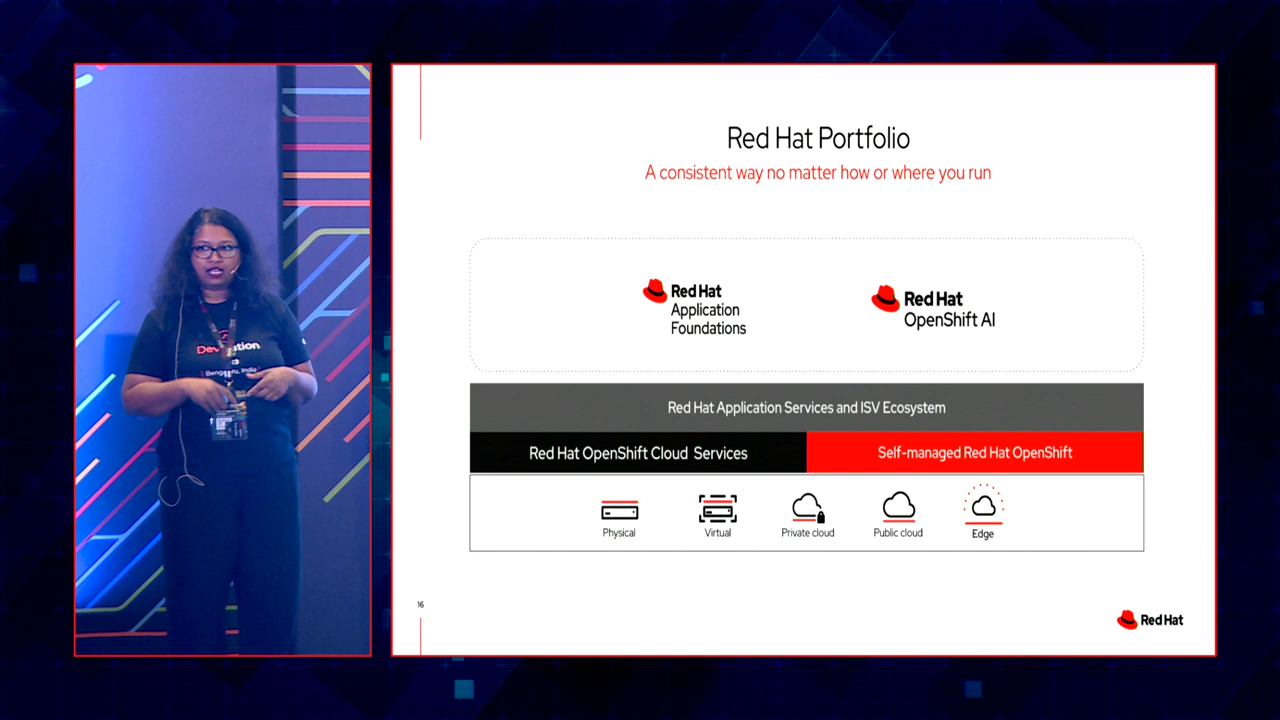 Red Hat Portfolio
A consistent way no matter how or where you run
Red Hat
Application
Foundations
Red Hat
OpenShift AI
Red Hat Application Services and ISV Ecosystem
Red Hat OpenShift Cloud Services
Self-managed Red Hat OpenShift
Physical
Virtual
Private cloud
Public cloud
Edge
16
Red Hat